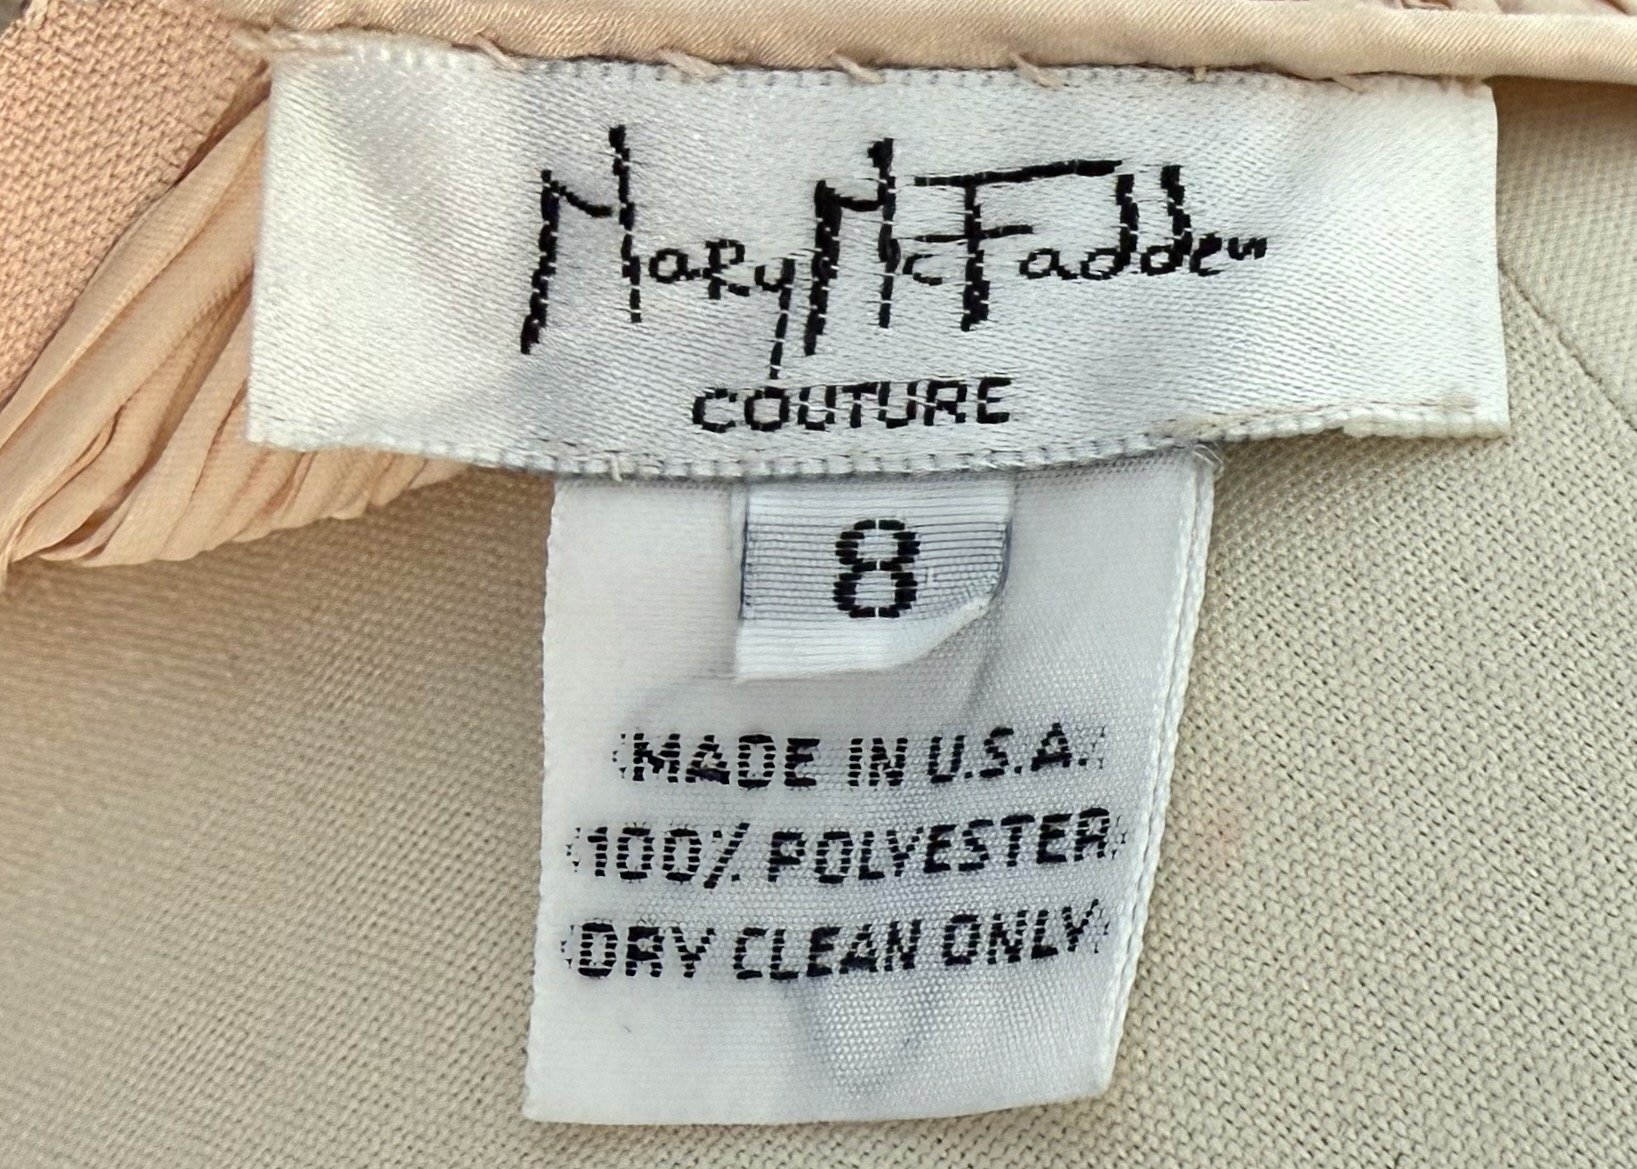 Mary McFadden
COUTURE
8
MADE IN U.S.A.
100% POLYESTER
DRY CLEAN ONLY